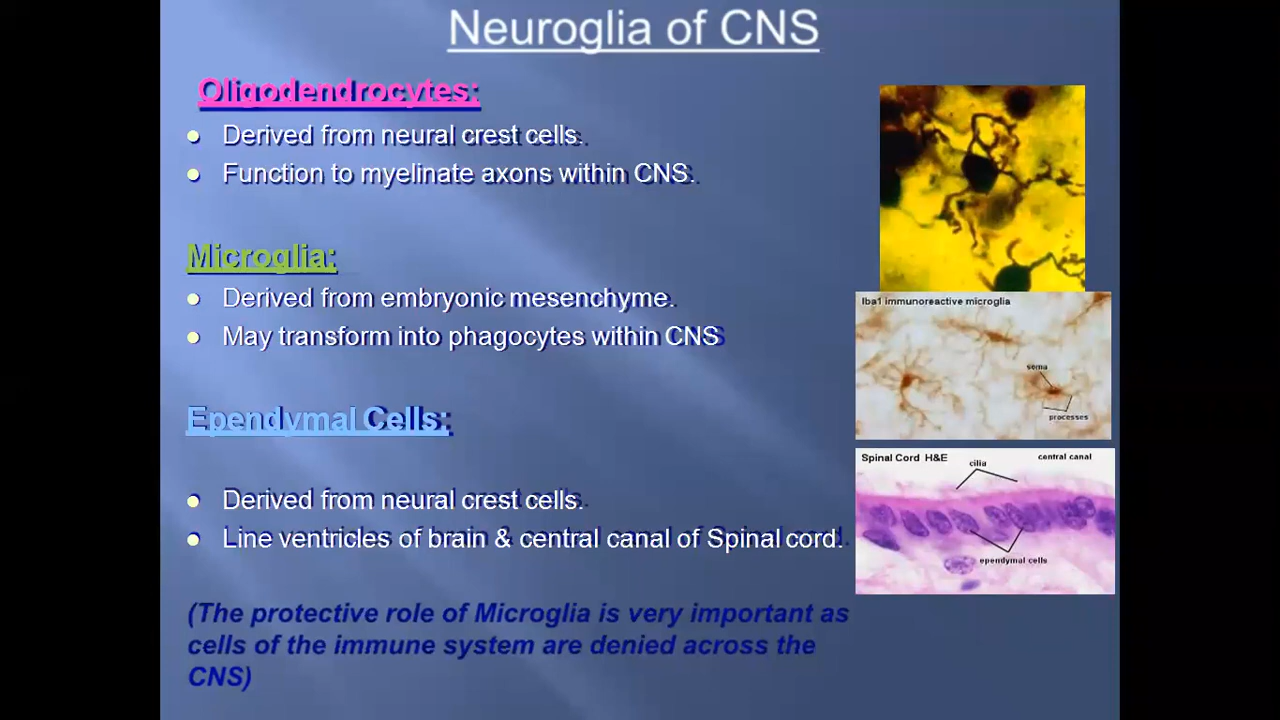 Neuroglia of CNS
Oligodendrocytes:
Derived from neural crest cells.
Function to myelinate axons within CNS.
Microglia:
Derived from embryonic mesenchyme.
May transform into phagocytes within CNS
Ependymal Cells:
Derived from neural crest cells.
Line ventricles of brain & central canal of Spinal cord.
(The protective role of Microglia is very important as
cells of the immune system are denied across the
CNS)
Iba1 immunoreactive microglia
soma
processes
Spinal Cord H&E
cilia
central canal
ependymal cells